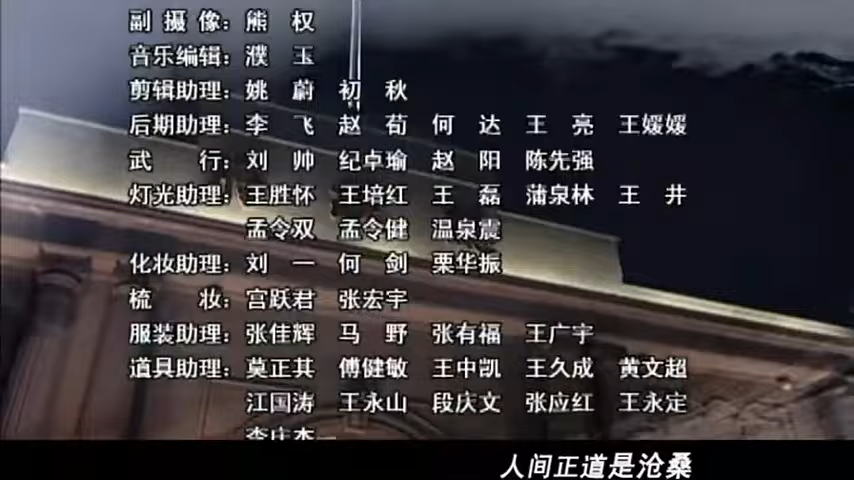 副摄像：熊权
音乐编辑：濮玉
剪辑助理：姚蔚 初秋
后期助理：李飞 赵苟 何达 王亮 王媛媛
武行：刘帅 纪卓瑜 赵阳 陈先强
灯光助理：王胜怀 王培红 王磊 蒲泉林 王井
孟令双 孟令健 温泉震
化妆助理：刘一 何剑 栗华振
梳妆：宫跃君 张宏宇
服装助理：张佳辉 马野 张有福 王广宇
道具助理：莫正其 傅健敏 王中凯 王久成 黄文超
江国涛 王永山 段庆文 张应红 王永定
人间正道是沧桑